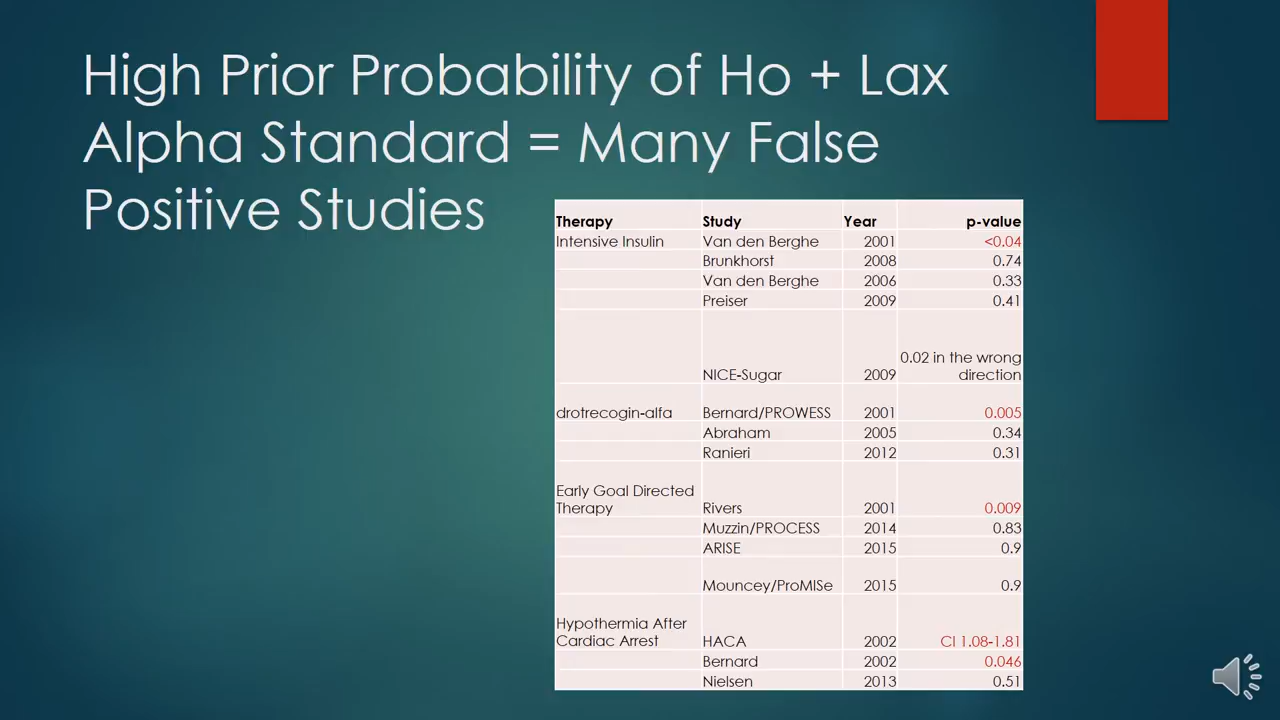 High Prior Probability of Ho + Lax
Alpha Standard = Many False
Positive Studies
Therapy Study Year p-value
Intensive Insulin Van den Berghe 2001 <0.04
Brunkhorst 2008 0.74
Van den Berghe 2006 0.33
Preiser 2009 0.41
0.02 in the wrong
NICE-Sugar 2009 direction
drotrecogin-alfa Bernard/PROWESS 2001 0.005
Abraham 2005 0.34
Ranieri 2012 0.31
Early Goal Directed
Therapy Rivers 2001 0.009
Muzzin/PROCESS 2014 0.83
ARISE 2015 0.9
Mouncey/ProMISe 2015 0.9
Hypothermia After
Cardiac Arrest HACA 2002 CI 1.08-1.81
Bernard 2002 0.046
Nielsen 2013 0.51